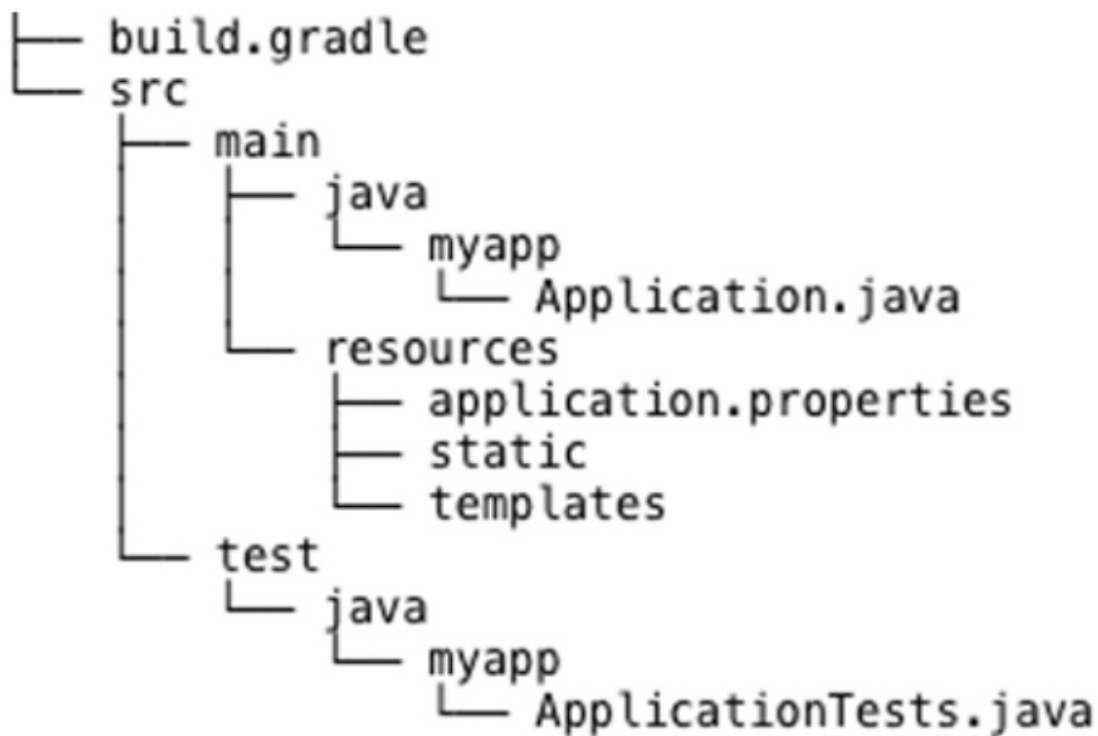 build.gradle
src
main
java
myapp
Application.java
resources
application.properties
static
templates
test
java
myapp
ApplicationTests.java